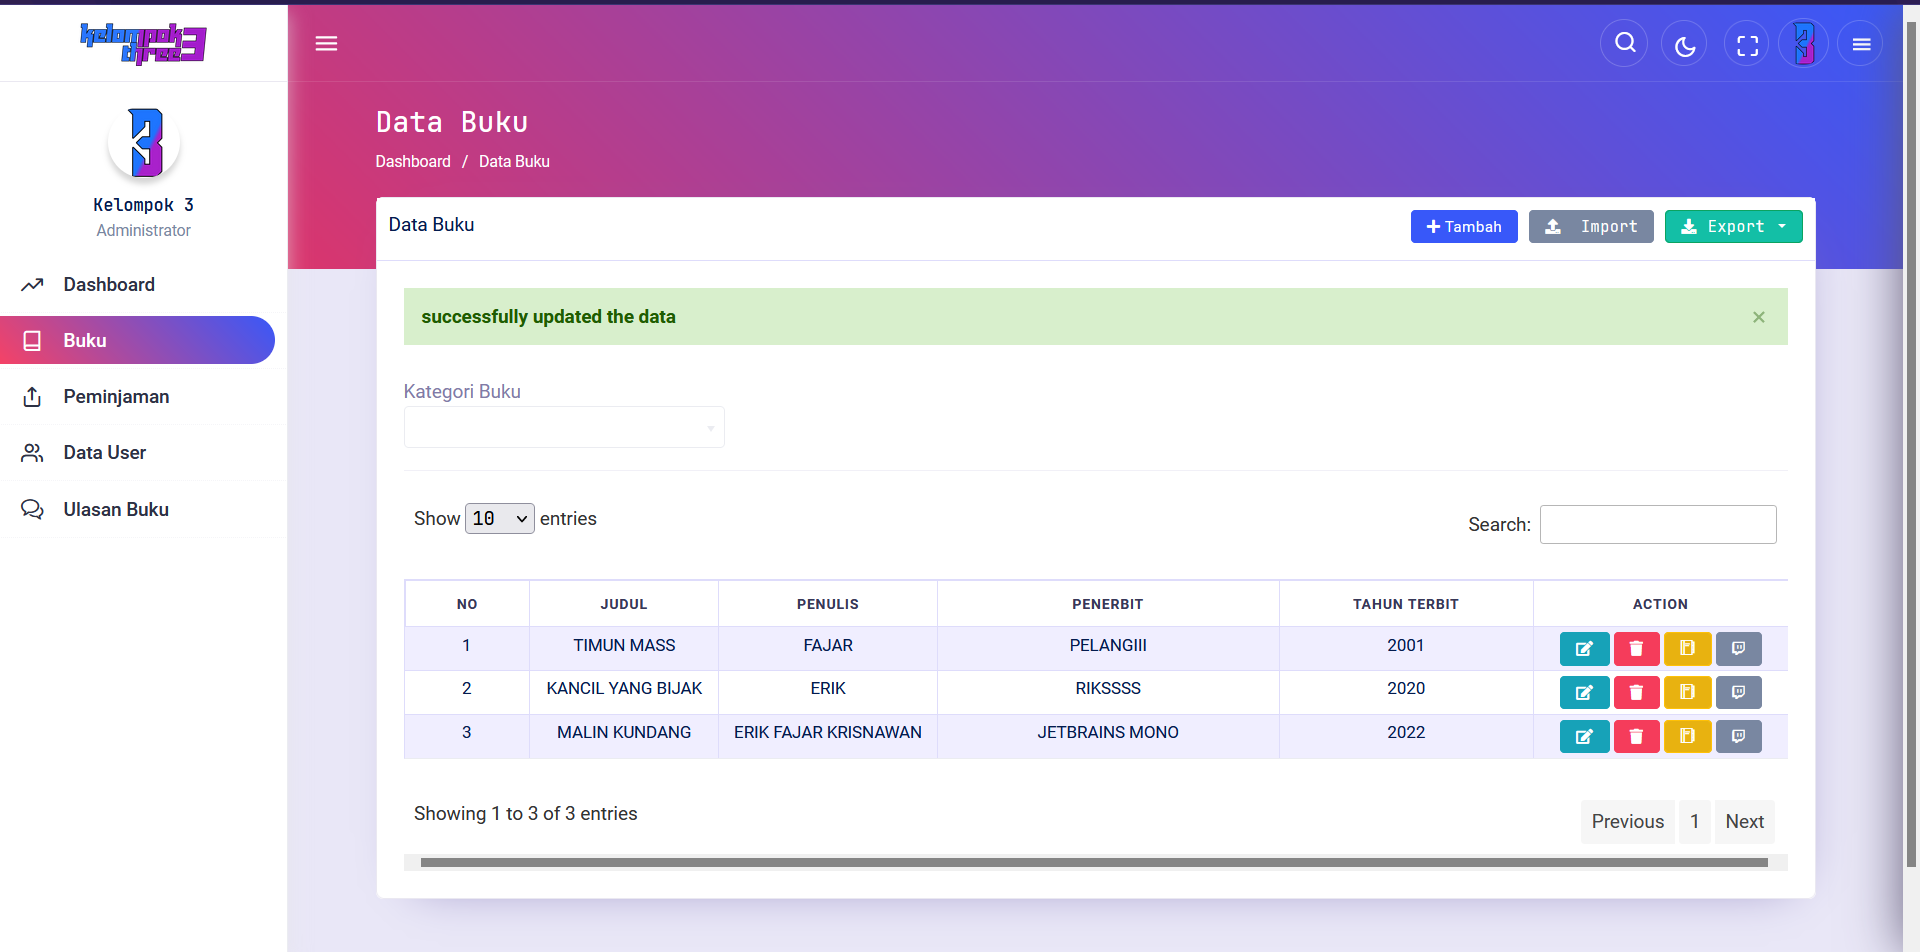 kelompok
three 3
Kelompok 3
Administrator
Dashboard
Buku
Peminjaman
Data User
Ulasan Buku
Data Buku
Dashboard / Data Buku
Data Buku
Tambah
Import
Export
successfully updated the data
×
Kategori Buku
Show 10 entries
Search:
NO JUDUL PENULIS PENERBIT TAHUN TERBIT ACTION
1 TIMUN MASS FAJAR PELANGIII 2001
2 KANCIL YANG BIJAK ERIK RIKSSSS 2020
3 MALIN KUNDANG ERIK FAJAR KRISNAWAN JETBRAINS MONO 2022
Showing 1 to 3 of 3 entries
Previous 1 Next